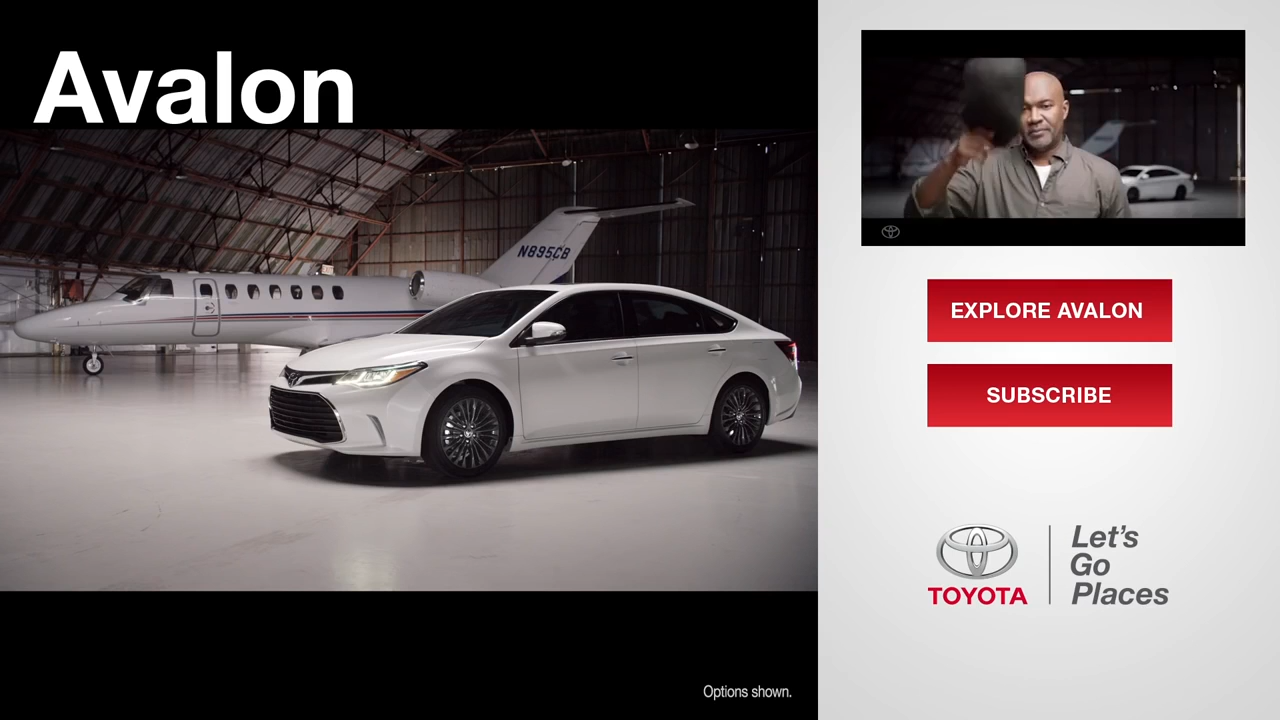 Avalon
N895CB
EXPLORE AVALON
SUBSCRIBE
TOYOTA
Let's
Go
Places
Options shown.